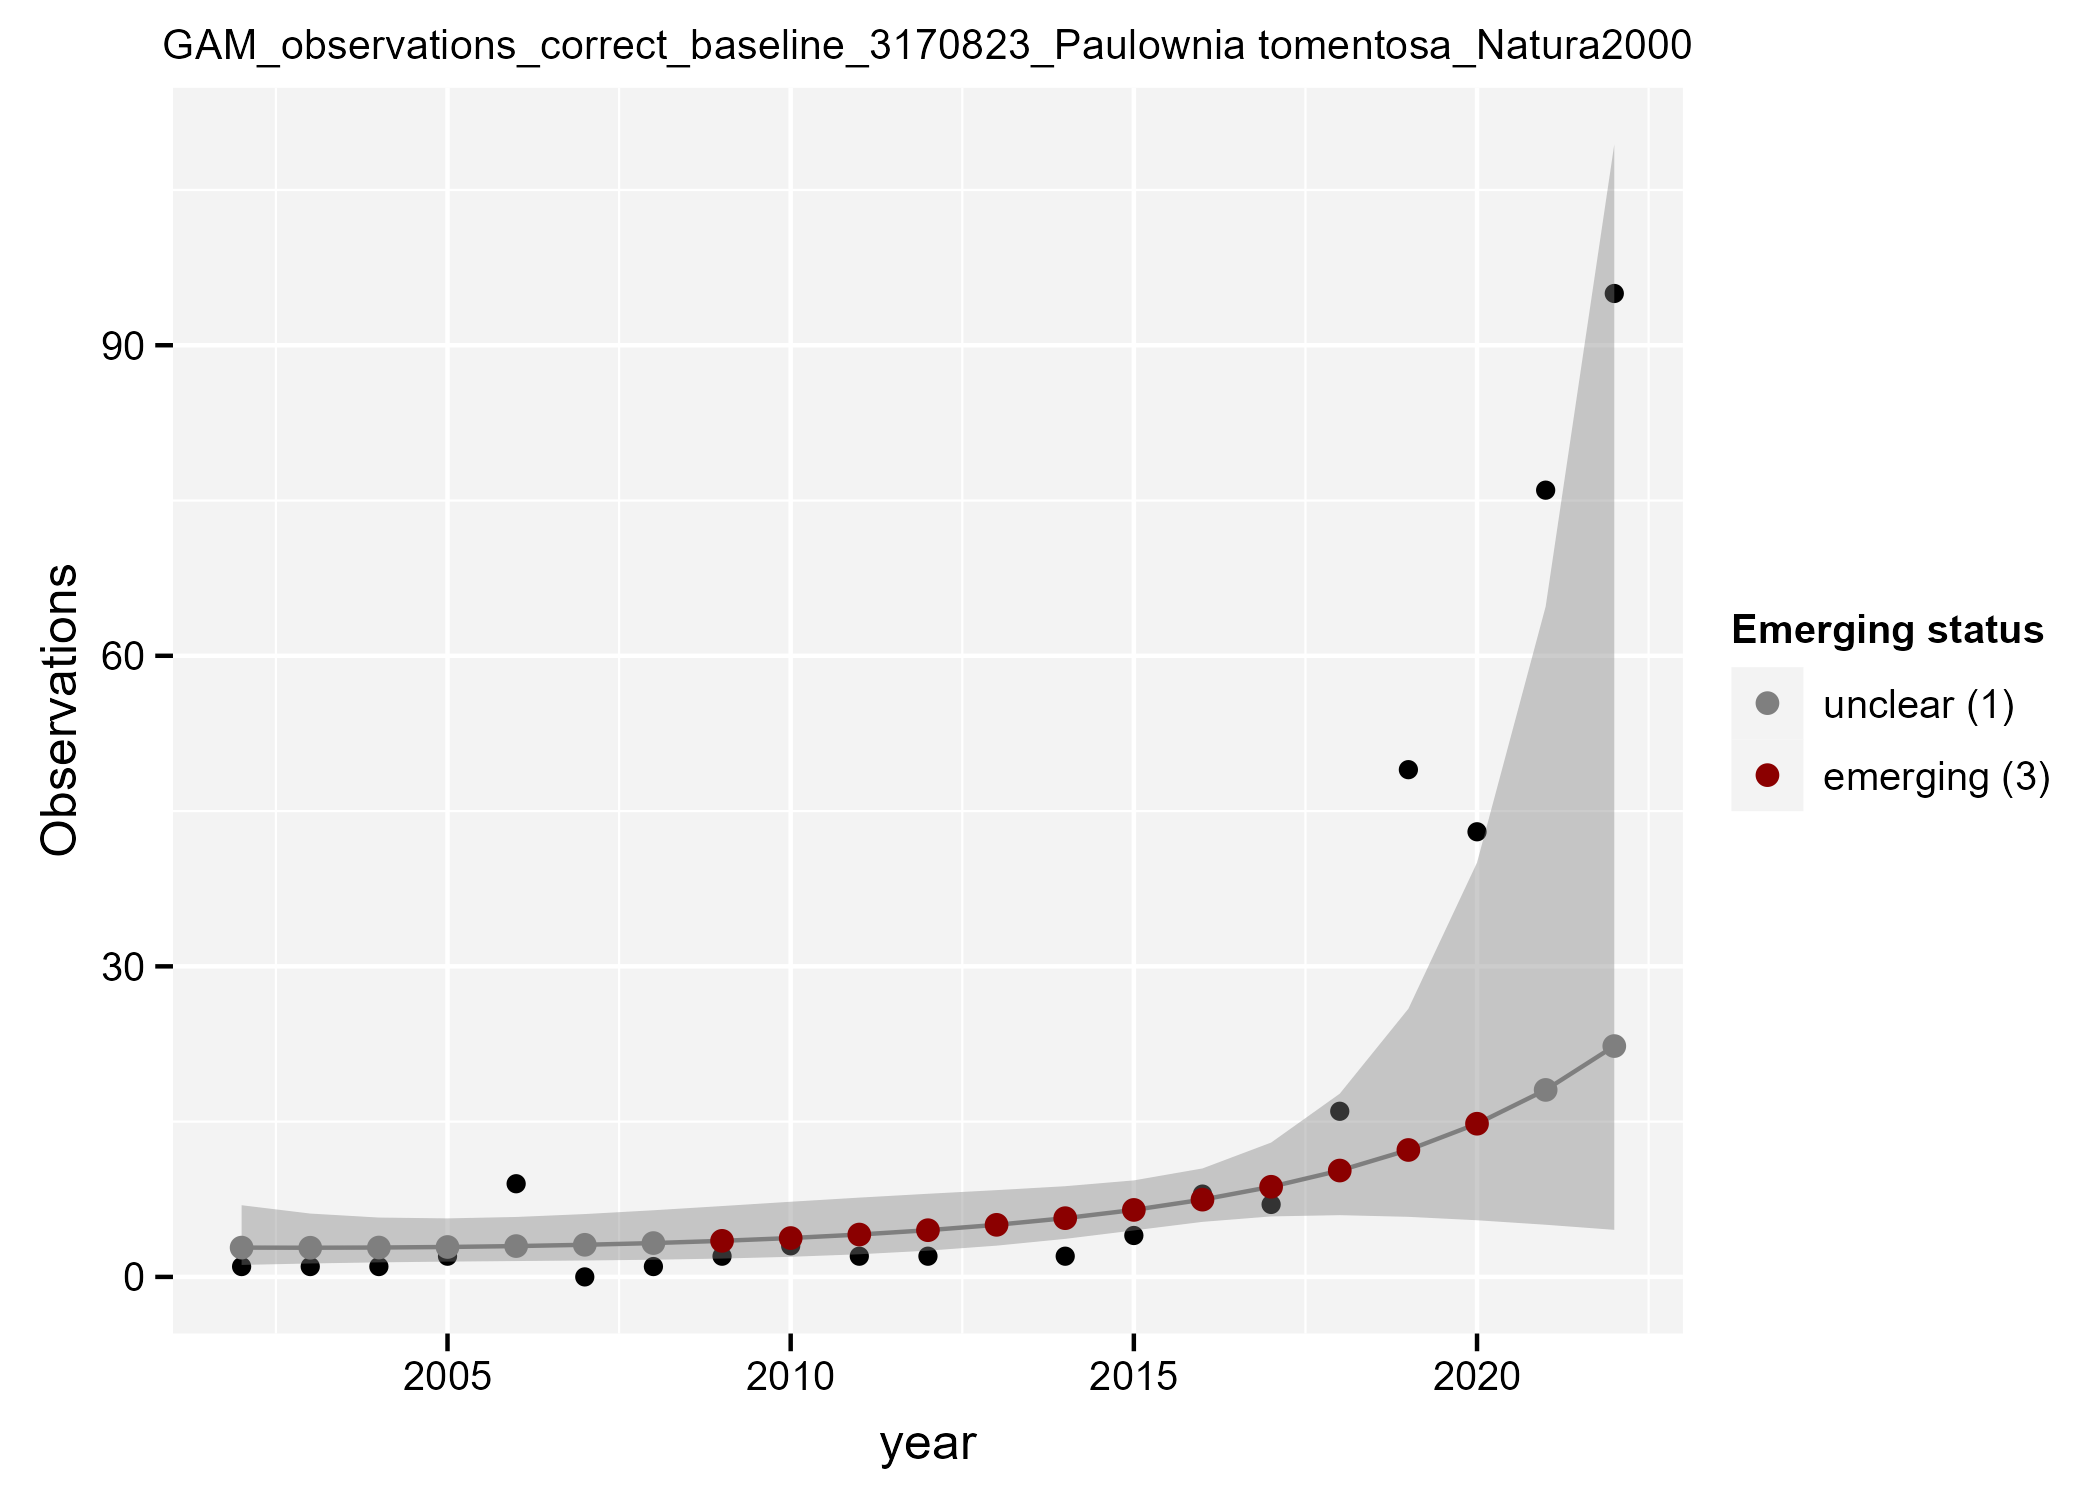 GAM_observations_correct_baseline_3170823_Paulownia tomentosa_Natura2000
Observations
90
60
30
0
2005 2010 2015 2020
year
Emerging status
unclear (1)
emerging (3)